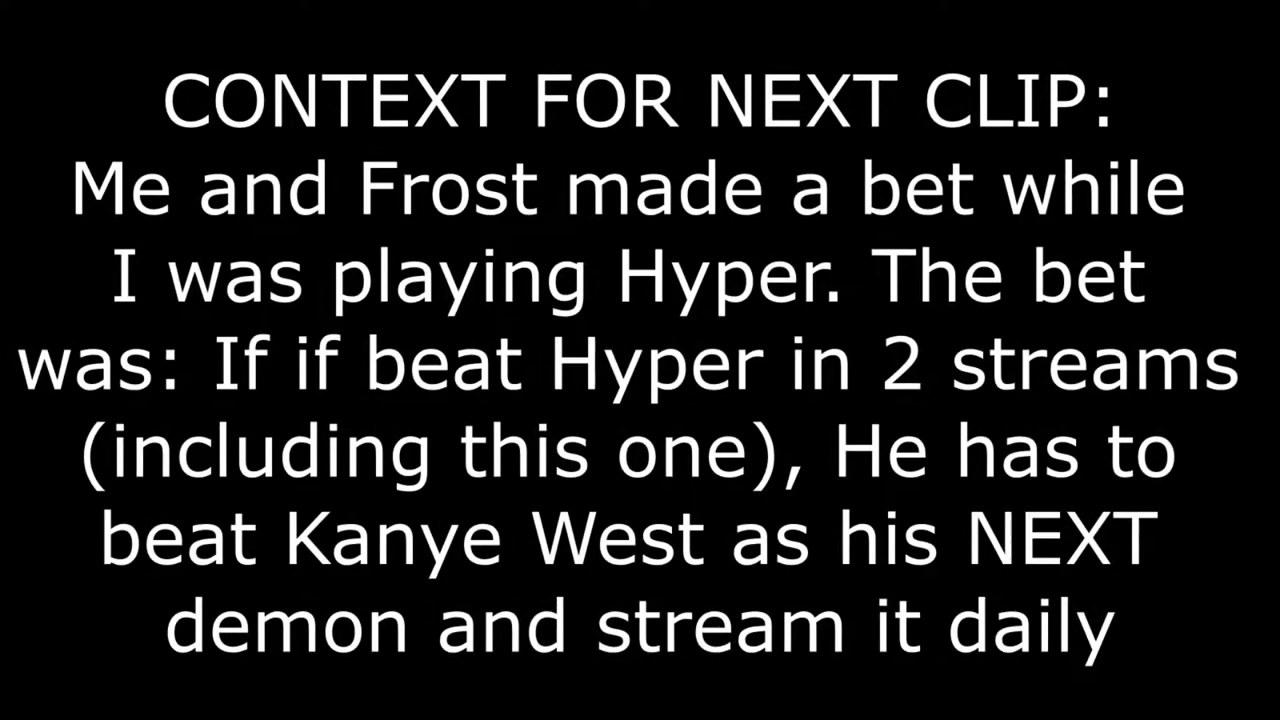 CONTEXT FOR NEXT CLIP:
Me and Frost made a bet while
I was playing Hyper. The bet
was: If if beat Hyper in 2 streams
(including this one), He has to
beat Kanye West as his NEXT
demon and stream it daily